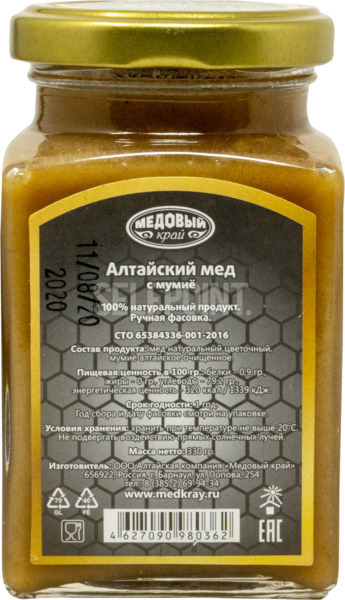 МЕДОВЫЙ
край
Алтайский мед
с мумиё
100% натуральный продукт.
Ручная фасовка.
СТО 65384336-001-2016
Состав продукта: мед натуральный цветочный,
мумиё алтайское очищенное
Пищевая ценность в 100 гр.: белки - 0,9 гр.,
жиры - 0 гр., углеводы - 79,2 гр.,
энергетическая ценность - 320 ккал / 1339 кДж.
Срок годности: 1 год.
Год сбора и дату фасовки смотри на упаковке
Условия хранения: хранить при температуре не выше 20°С.
Не подвергать воздействию прямых солнечных лучей.
Масса нетто: 330 гр.
Изготовитель: ООО Алтайская компания «Медовый край»
656922, Россия, г. Барнаул, ул. Попова, 254
тел. 8 (385 2) 69-94-34
www.medkray.ru
70
GL
40
FE
EAC
4 627090 980362
11/08/20
2020